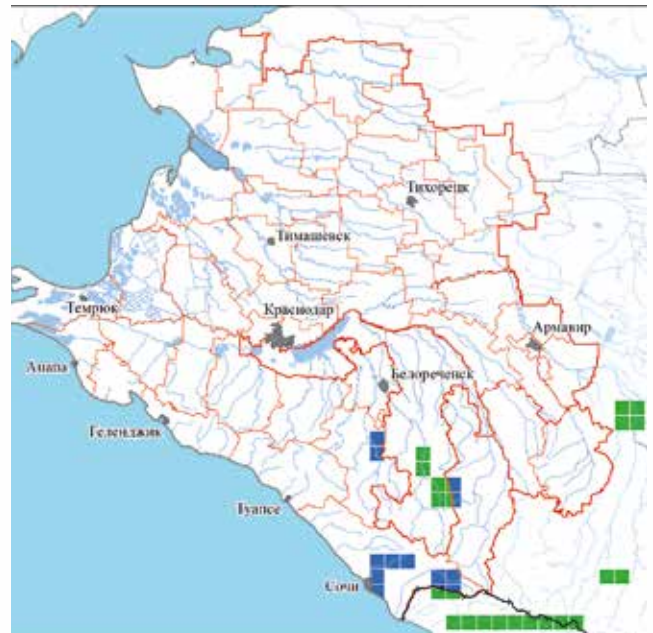 Тихорецк
Тимашевск
Темрюк
Краснодар
Армавир
Анапа
Белореченск
Геленджик
Туапсе
Сочи